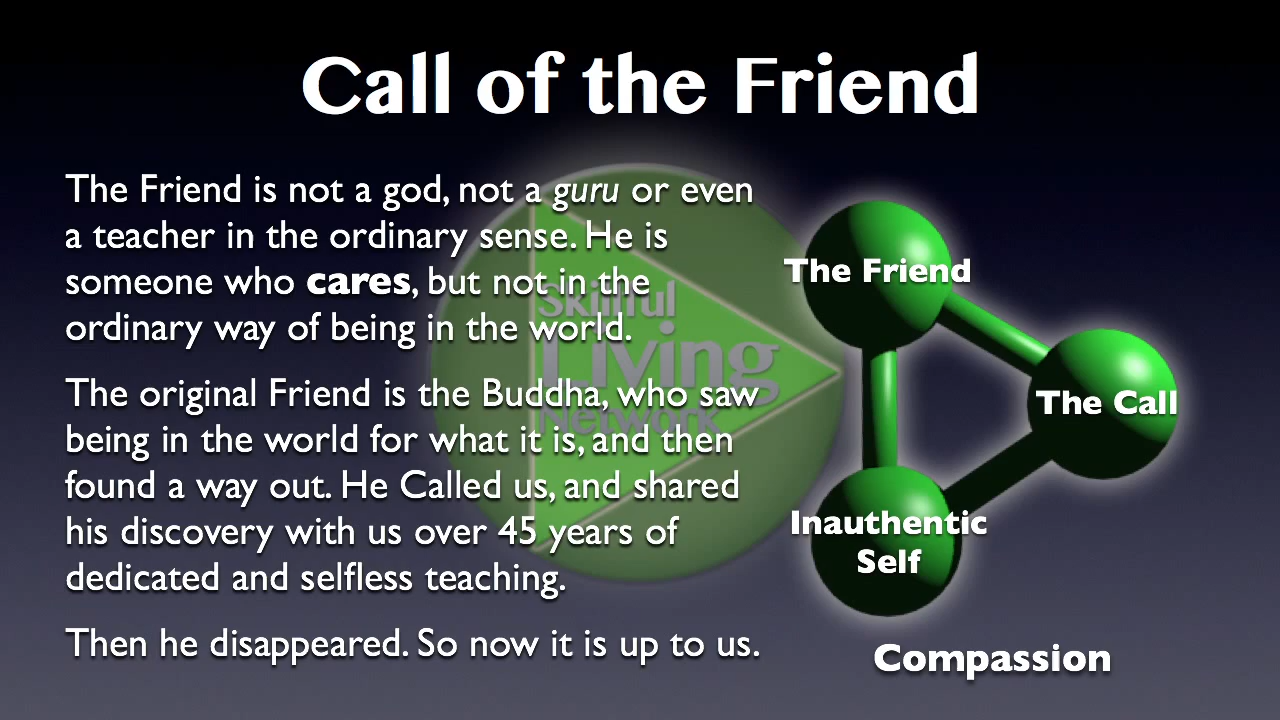 Call of the Friend
The Friend is not a god, not a guru or even
a teacher in the ordinary sense. He is
someone who cares, but not in the
ordinary way of being in the world.
The original Friend is the Buddha, who saw
being in the world for what it is, and then
found a way out. He Called us, and shared
his discovery with us over 45 years of
dedicated and selfless teaching.
Then he disappeared. So now it is up to us.
Skillful
Living
Network
The Friend
The Call
Inauthentic
Self
Compassion